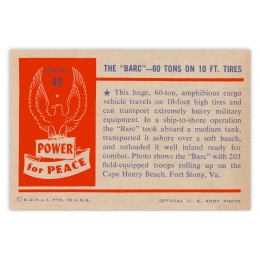 THE "BARC"—60 TONS ON 10 FT. TIRES
CARD NO.
40
★ This huge, 60-ton, amphibious cargo
vehicle travels on 10-foot high tires and
can transport extremely heavy military
equipment. In a ship-to-shore operation
the "Barc" took aboard a medium tank,
transported it ashore over a soft beach,
and unloaded it well inland ready for
combat. Photo shows the "Barc" with 203
field-equipped troops rolling up on the
Cape Henry Beach, Fort Stony, Va.
POWER
for PEACE
PTD. IN U.S.A.
OFFICIAL U. S. ARMY PHOTO